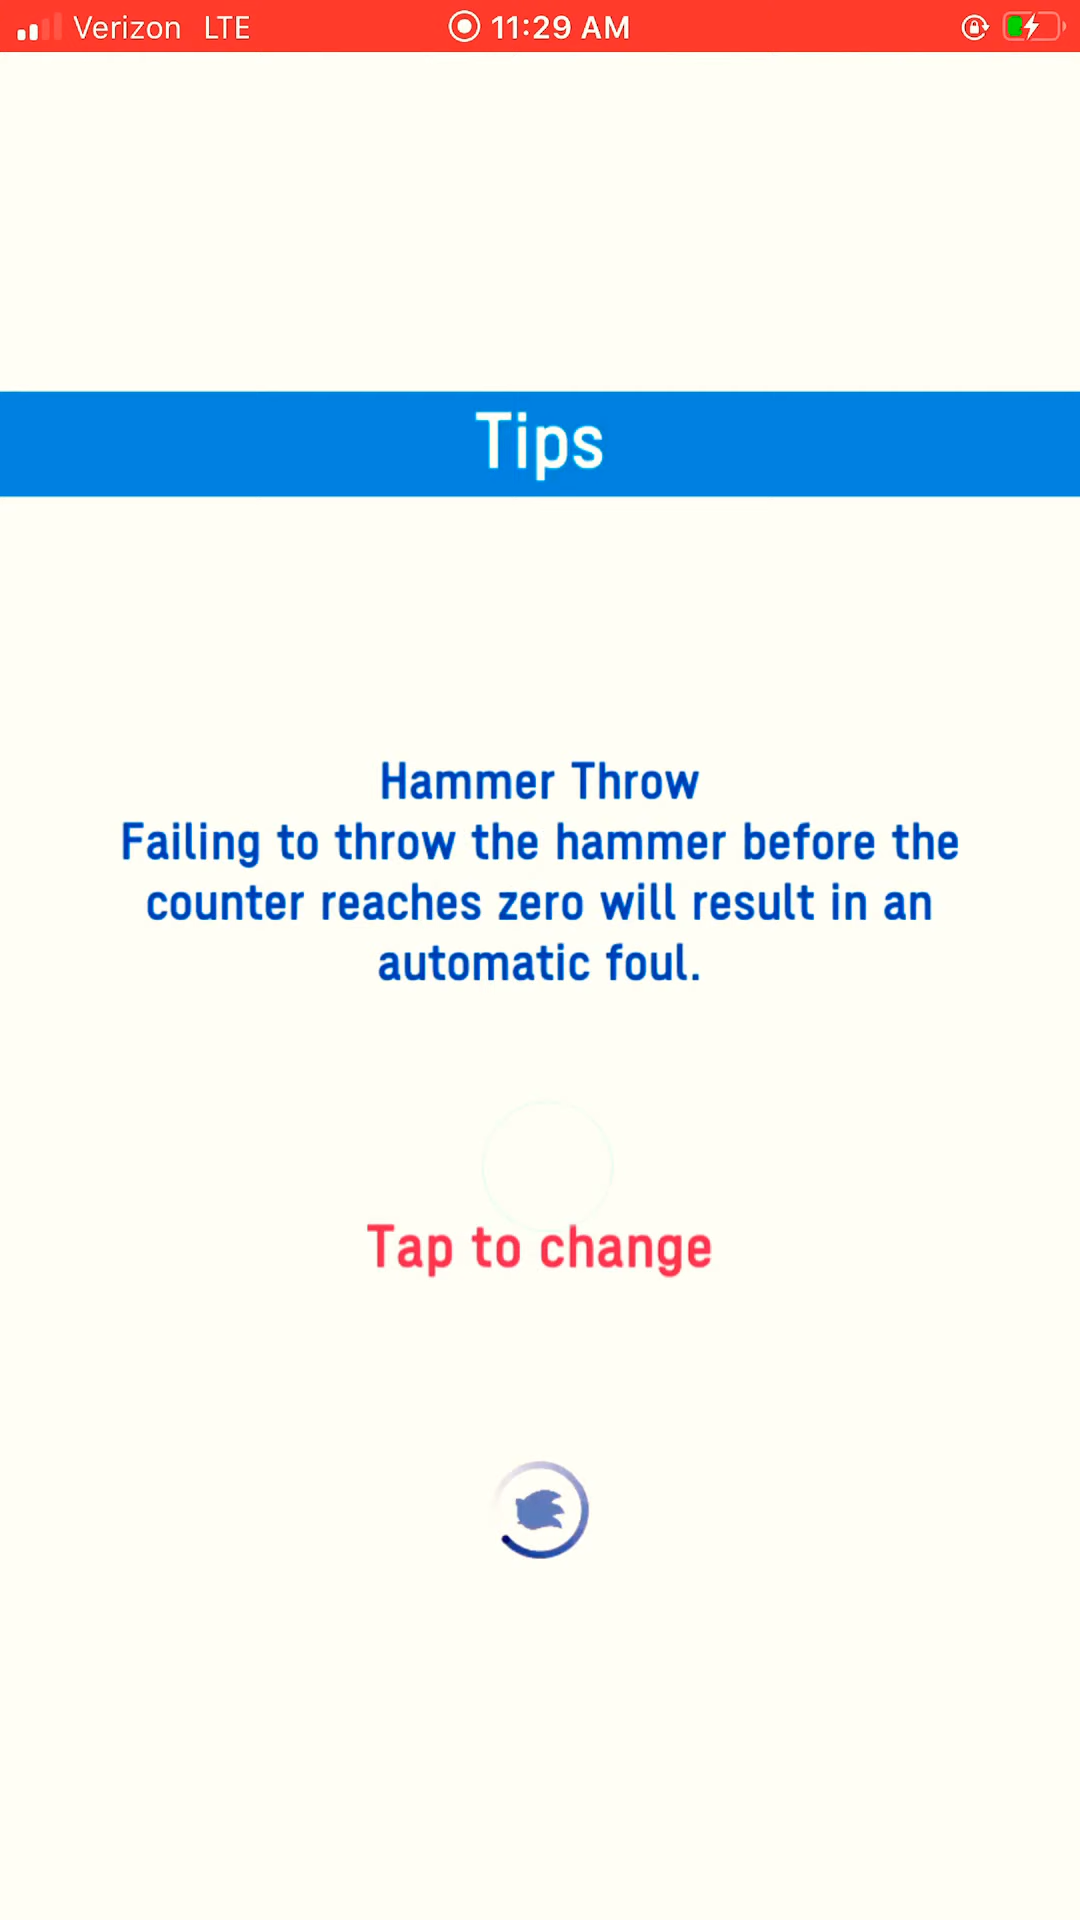 Verizon LTE 11:29 AM
Tips
Hammer Throw
Failing to throw the hammer before the
counter reaches zero will result in an
automatic foul.
Tap to change